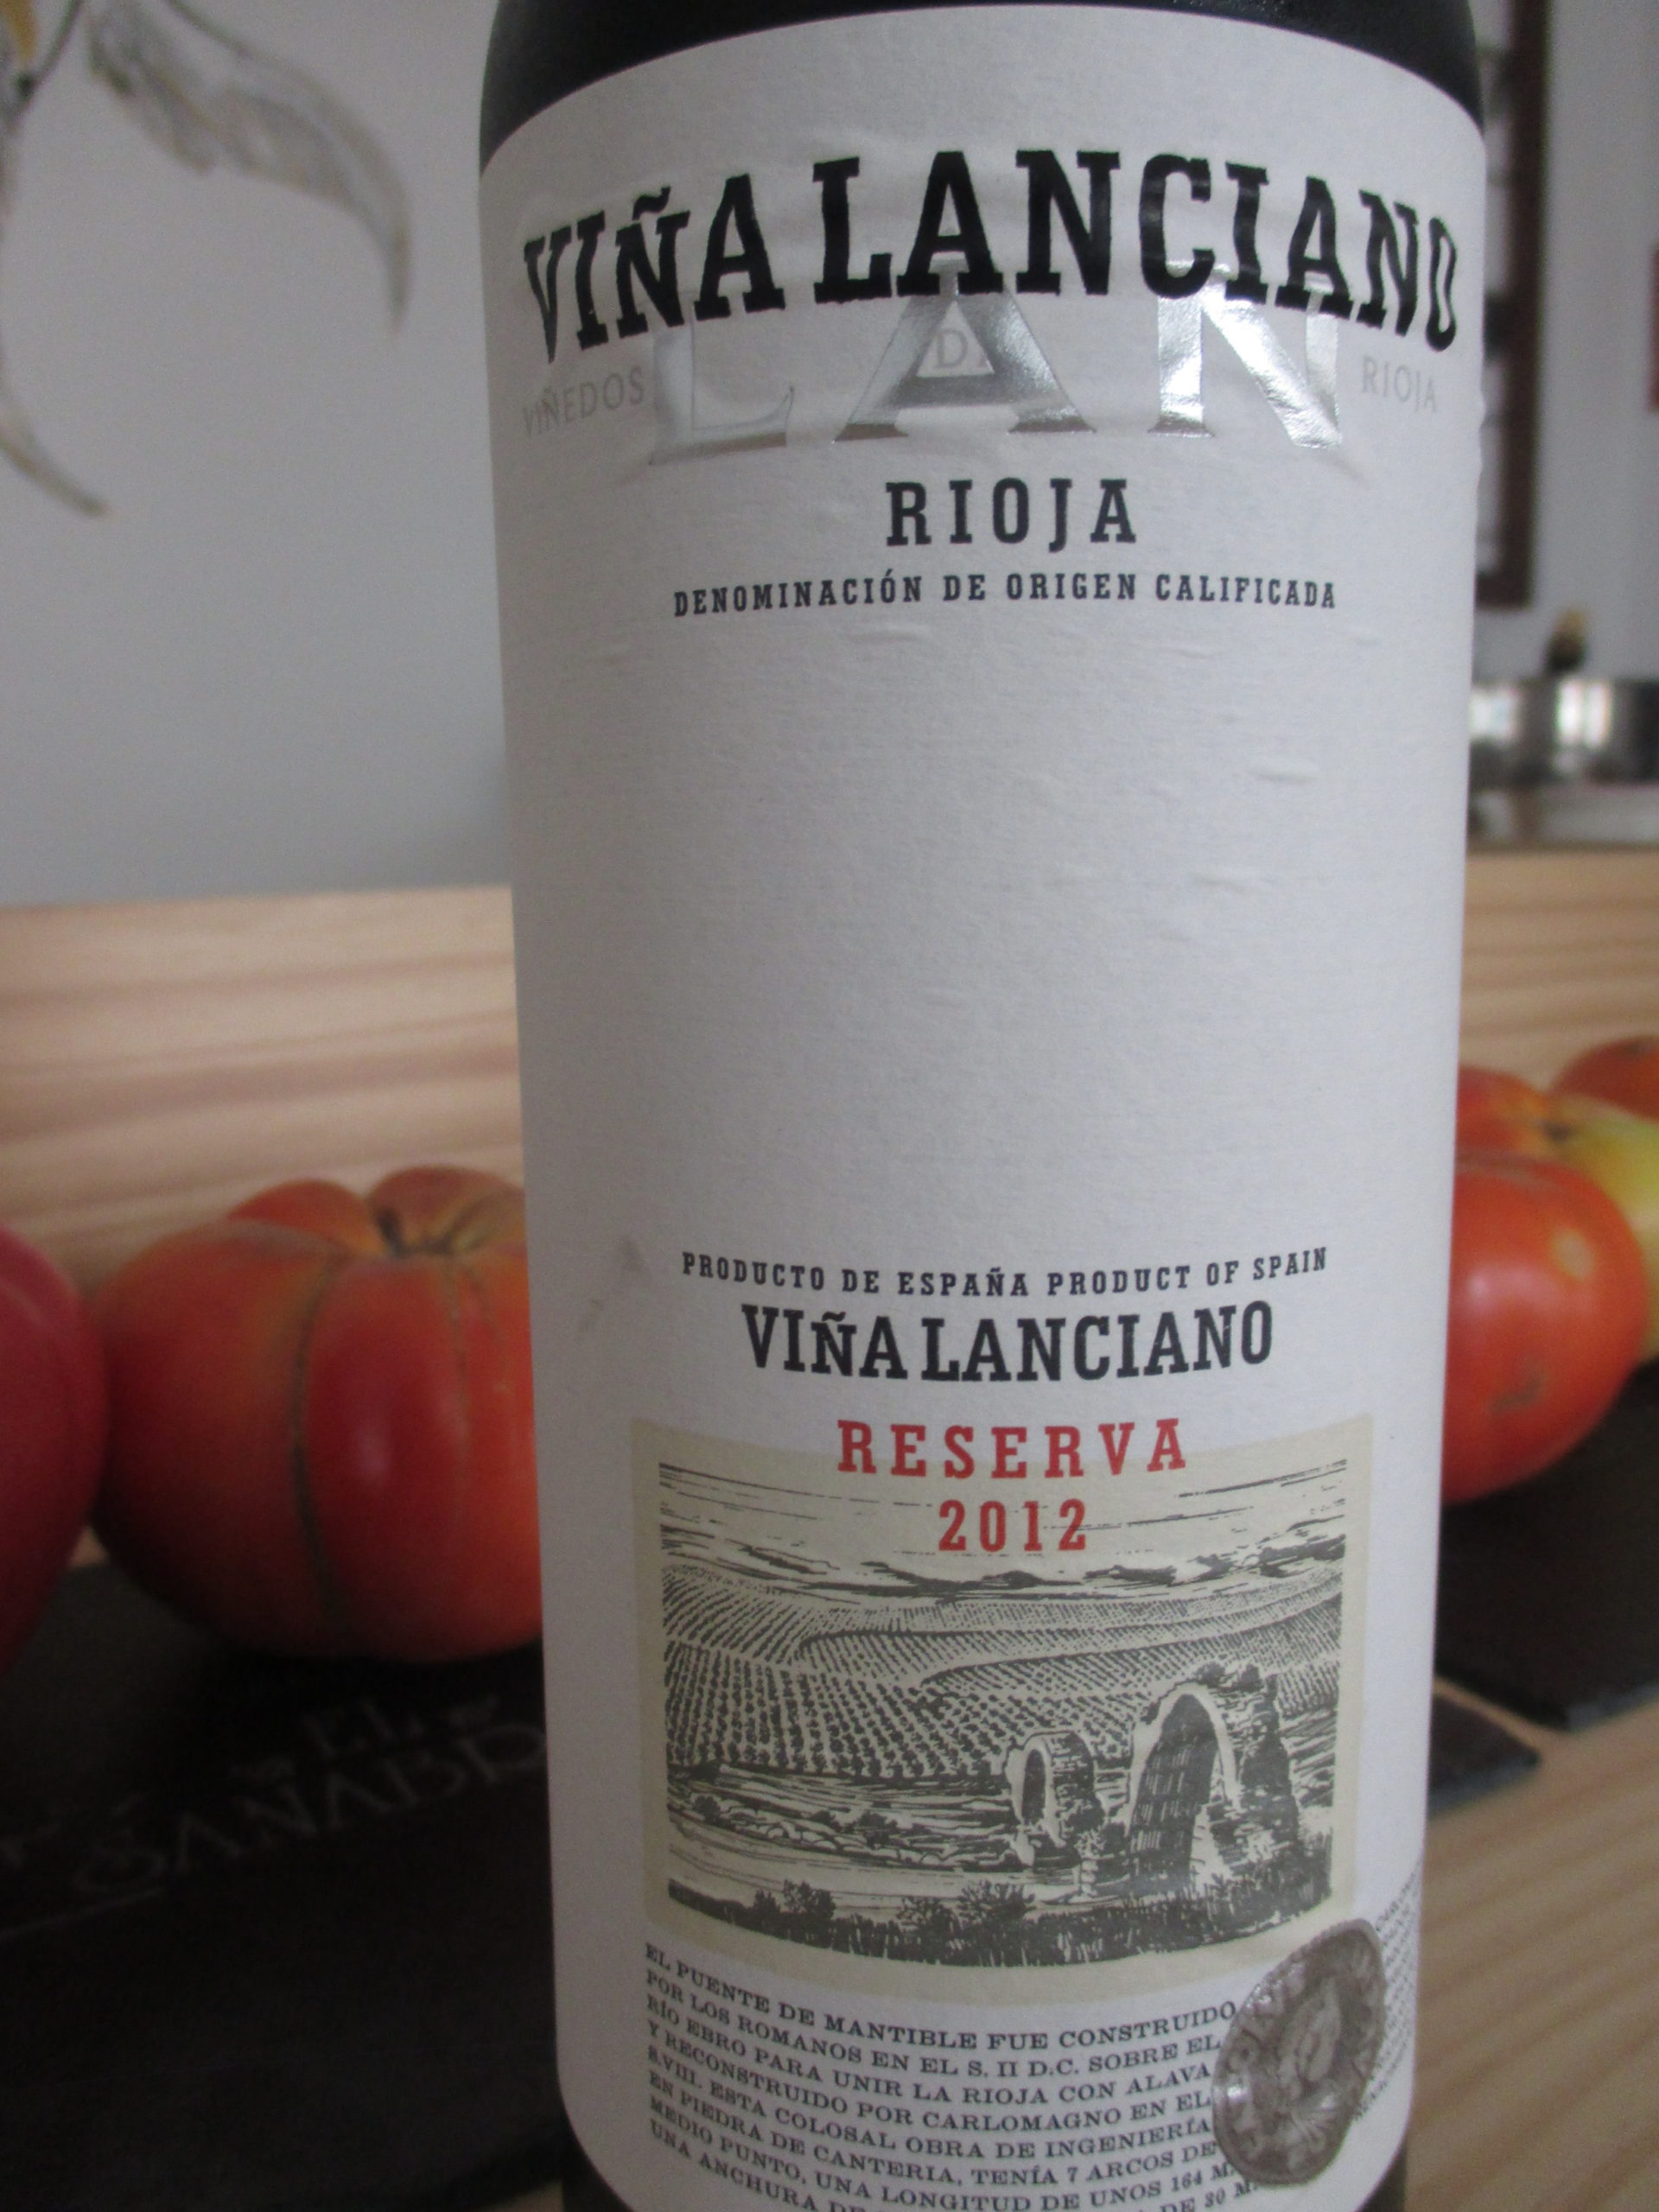 VIÑA LANCIANO
LAN
VIÑEDOS
RIOJA
RIOJA
DENOMINACIÓN DE ORIGEN CALIFICADA
PRODUCTO DE ESPAÑA PRODUCT OF SPAIN
VIÑA LANCIANO
RESERVA
2012
EL PUENTE DE MANTIBLE FUE CONSTRUIDO
POR LOS ROMANOS EN EL S. II D.C. SOBRE EL
RÍO EBRO PARA UNIR LA RIOJA CON ALAVA
Y RECONSTRUIDO POR CARLOMAGNO EN EL
S.VIII. ESTA COLOSAL OBRA DE INGENIERÍA
EN PIEDRA DE CANTERIA, TENÍA 7 ARCOS DE
MEDIO PUNTO, UNA LONGITUD DE UNOS 164 M.
UNA ANCHURA DE 30 M
EL